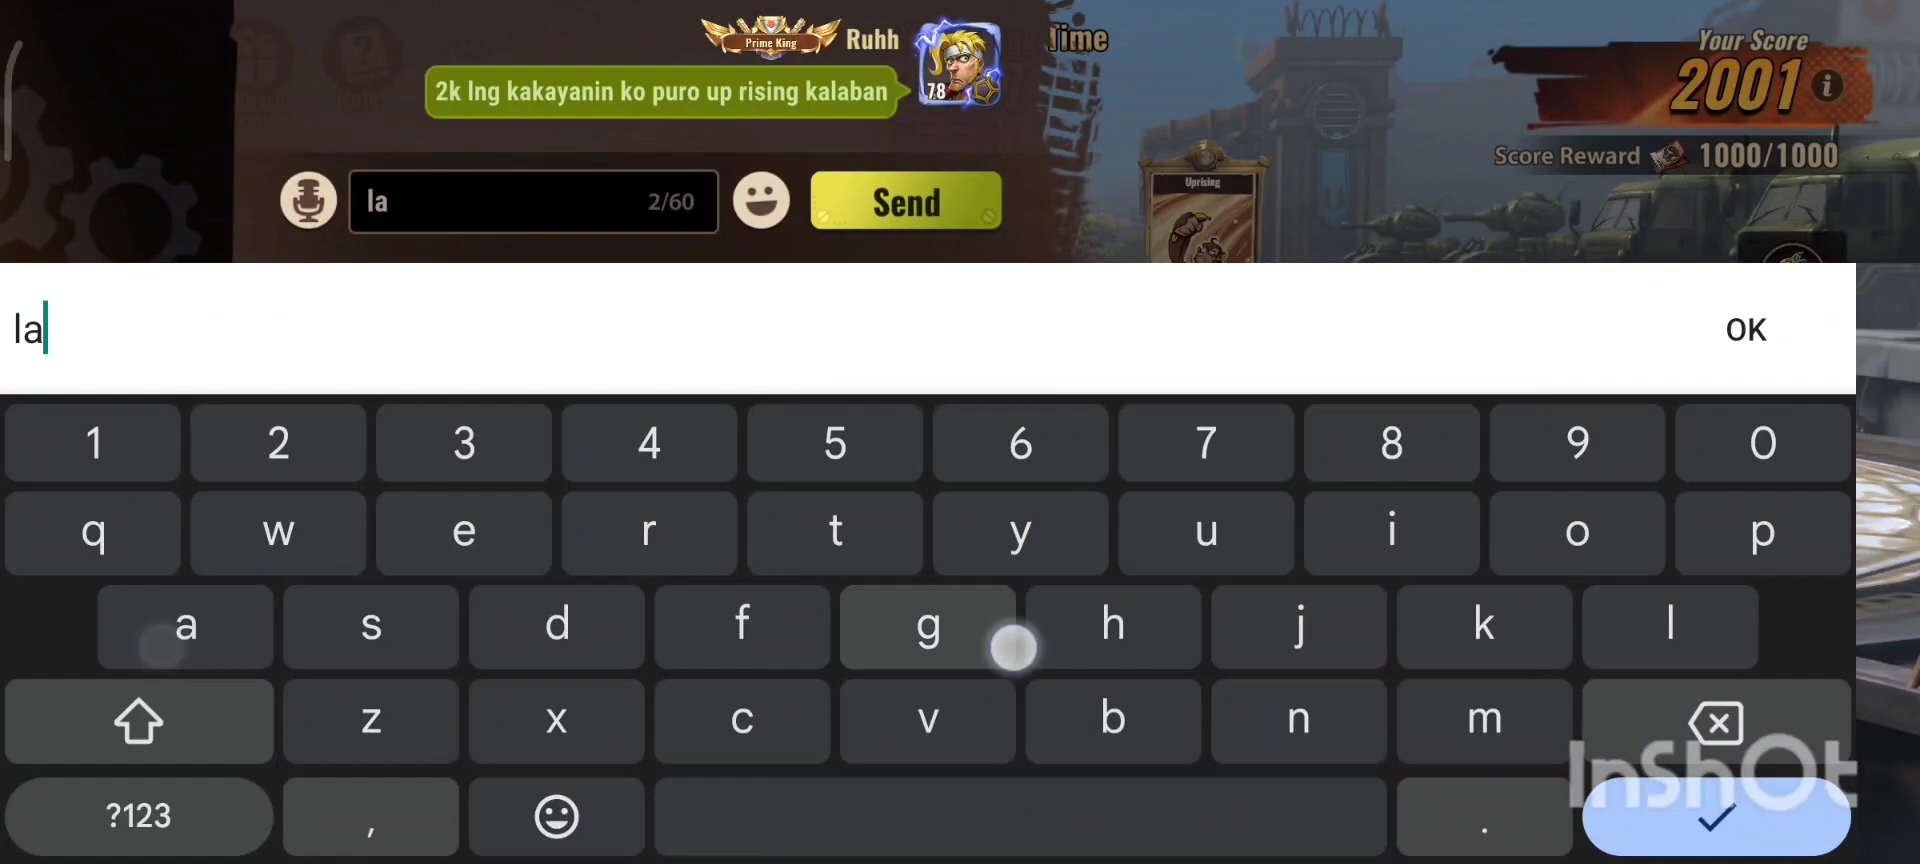 Prime King
Ruhh
Time
78
2k lng kakayanin ko puro up rising kalaban
la
2/60
Send
Your Score
2001
i
Score Reward 1000/1000
Uprising
la
OK
1 2 3 4 5 6 7 8 9 0
q w e r t y u i o p
a s d f g h j k l
z x c v b n m
?123 , .
InShOt